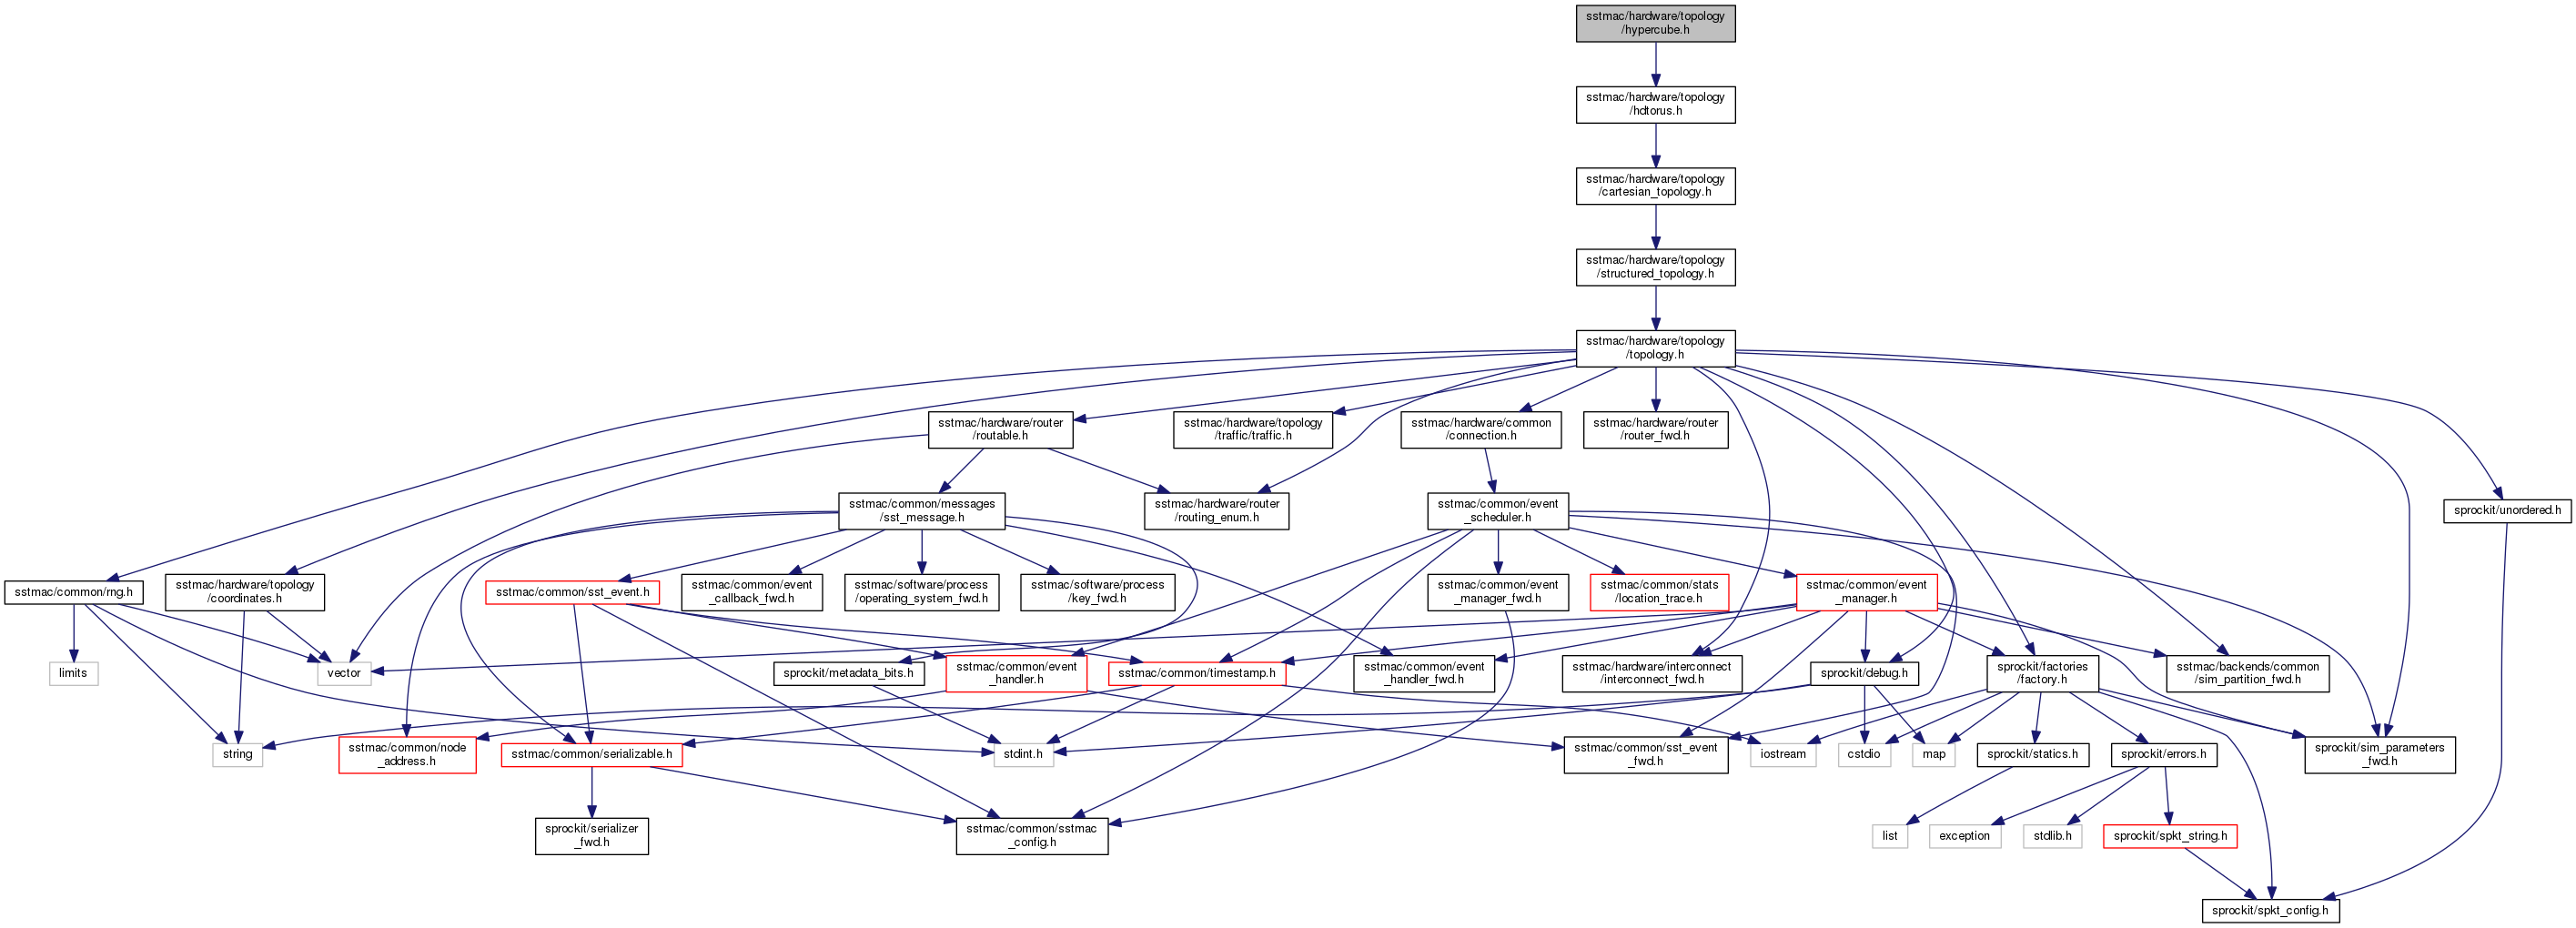 sstmac/hardware/topology
/hypercube.h
sstmac/hardware/topology
/hdtorus.h
sstmac/hardware/topology
/cartesian_topology.h
sstmac/hardware/topology
/structured_topology.h
sstmac/hardware/topology
/topology.h
sstmac/hardware/router
/routable.h
sstmac/hardware/topology
/traffic/traffic.h
sstmac/hardware/common
/connection.h
sstmac/hardware/router
/router_fwd.h
sstmac/common/messages
/sst_message.h
sstmac/hardware/router
/routing_enum.h
sstmac/common/event
_scheduler.h
sprockit/unordered.h
sstmac/common/rng.h
sstmac/hardware/topology
/coordinates.h
sstmac/common/sst_event.h
sstmac/common/event
_callback_fwd.h
sstmac/software/process
/operating_system_fwd.h
sstmac/software/process
/key_fwd.h
sstmac/common/event
_manager_fwd.h
sstmac/common/stats
/location_trace.h
sstmac/common/event
_manager.h
limits
vector
sprockit/metadata_bits.h
sstmac/common/event
_handler.h
sstmac/common/timestamp.h
sstmac/common/event
_handler_fwd.h
sstmac/hardware/interconnect
/interconnect_fwd.h
sprockit/debug.h
sprockit/factories
/factory.h
sstmac/backends/common
/sim_partition_fwd.h
string
sstmac/common/node
_address.h
sstmac/common/serializable.h
stdint.h
sstmac/common/sst_event
_fwd.h
iostream
cstdio
map
sprockit/statics.h
sprockit/errors.h
sprockit/sim_parameters
_fwd.h
sprockit/serializer
_fwd.h
sstmac/common/sstmac
_config.h
list
exception
stdlib.h
sprockit/spkt_string.h
sprockit/spkt_config.h